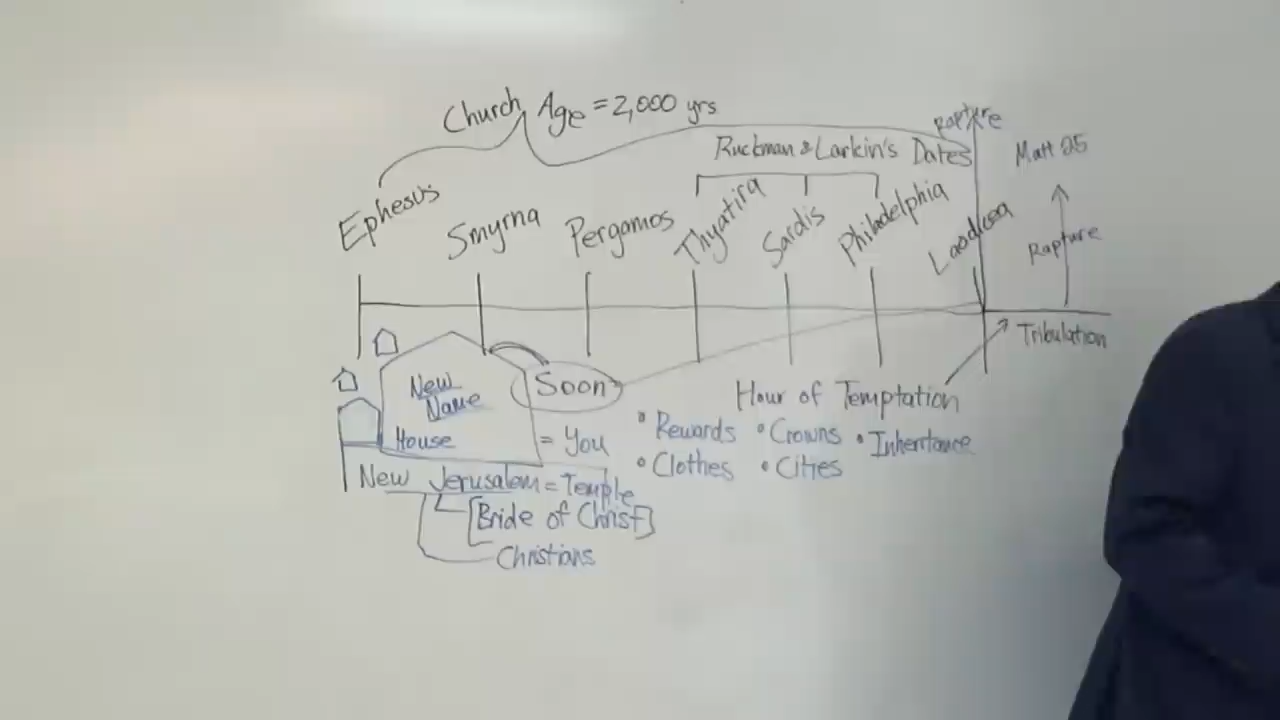 Church Age = 2,000 yrs
Rapture
Ruckman & Larkin's Dates
Matt 25
Ephesus
Smyrna
Pergamos
Thyatira
Sardis
Philadelphia
Laodicea
Rapture
Tribulation
New
Name
Soon
Hour of Temptation
House
= You
• Rewards • Crowns • Inheritance
• Clothes • Cities
New Jerusalem = Temple
[Bride of Christ]
Christians